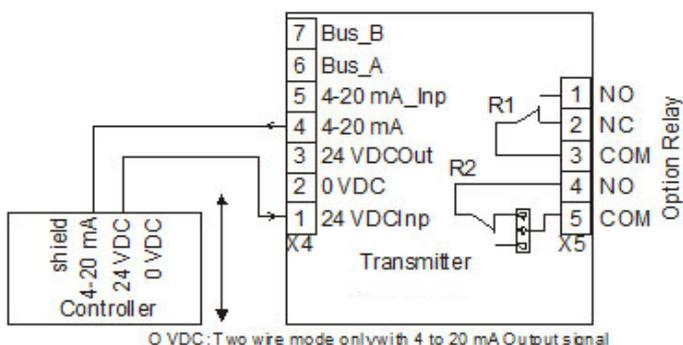 7 Bus_B
6 Bus_A
5 4-20 mA_Inp
4 4-20 mA
3 24 VDCOut
2 0 VDC
1 24 VDCInp
X4
R1
R2
1 NO
2 NC
3 COM
4 NO
5 COM
X5
Option Relay
Transmitter
shield
4-20 mA
24 VDC
0 VDC
Controller
O VDC: Two wire mode onlywith 4 to 20 mA Output signal